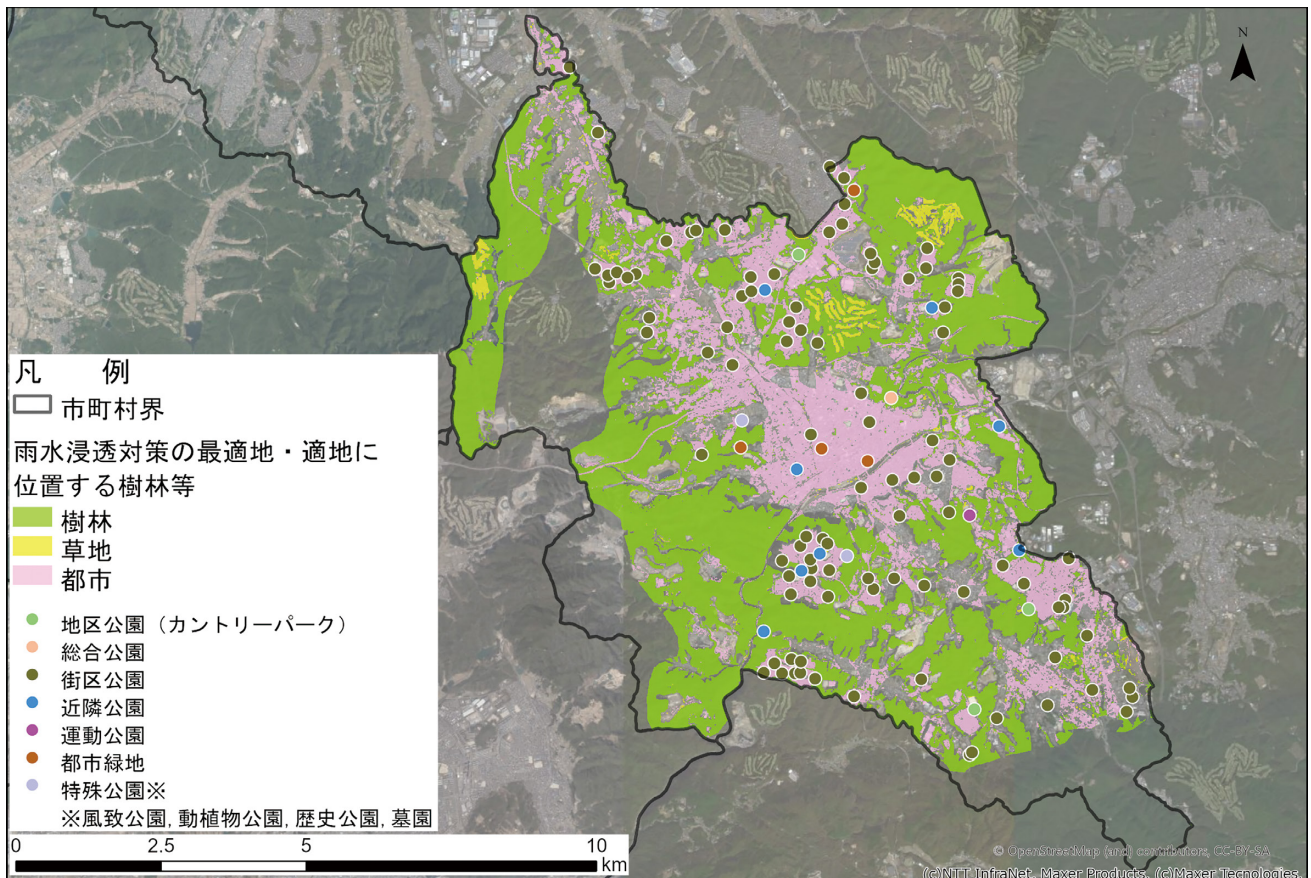 N
凡　例
市町村界
雨水浸透対策の最適地・適地に
位置する樹林等
樹林
草地
都市
地区公園（カントリーパーク）
総合公園
街区公園
近隣公園
運動公園
都市緑地
特殊公園※
※風致公園, 動植物公園, 歴史公園, 墓園
0 2.5 5 10
km
© OpenStreetMap (and) contributors, CC-BY-SA
(c)NTT InfraNet, Maxer Products, (c)Maxer Tecnologies.